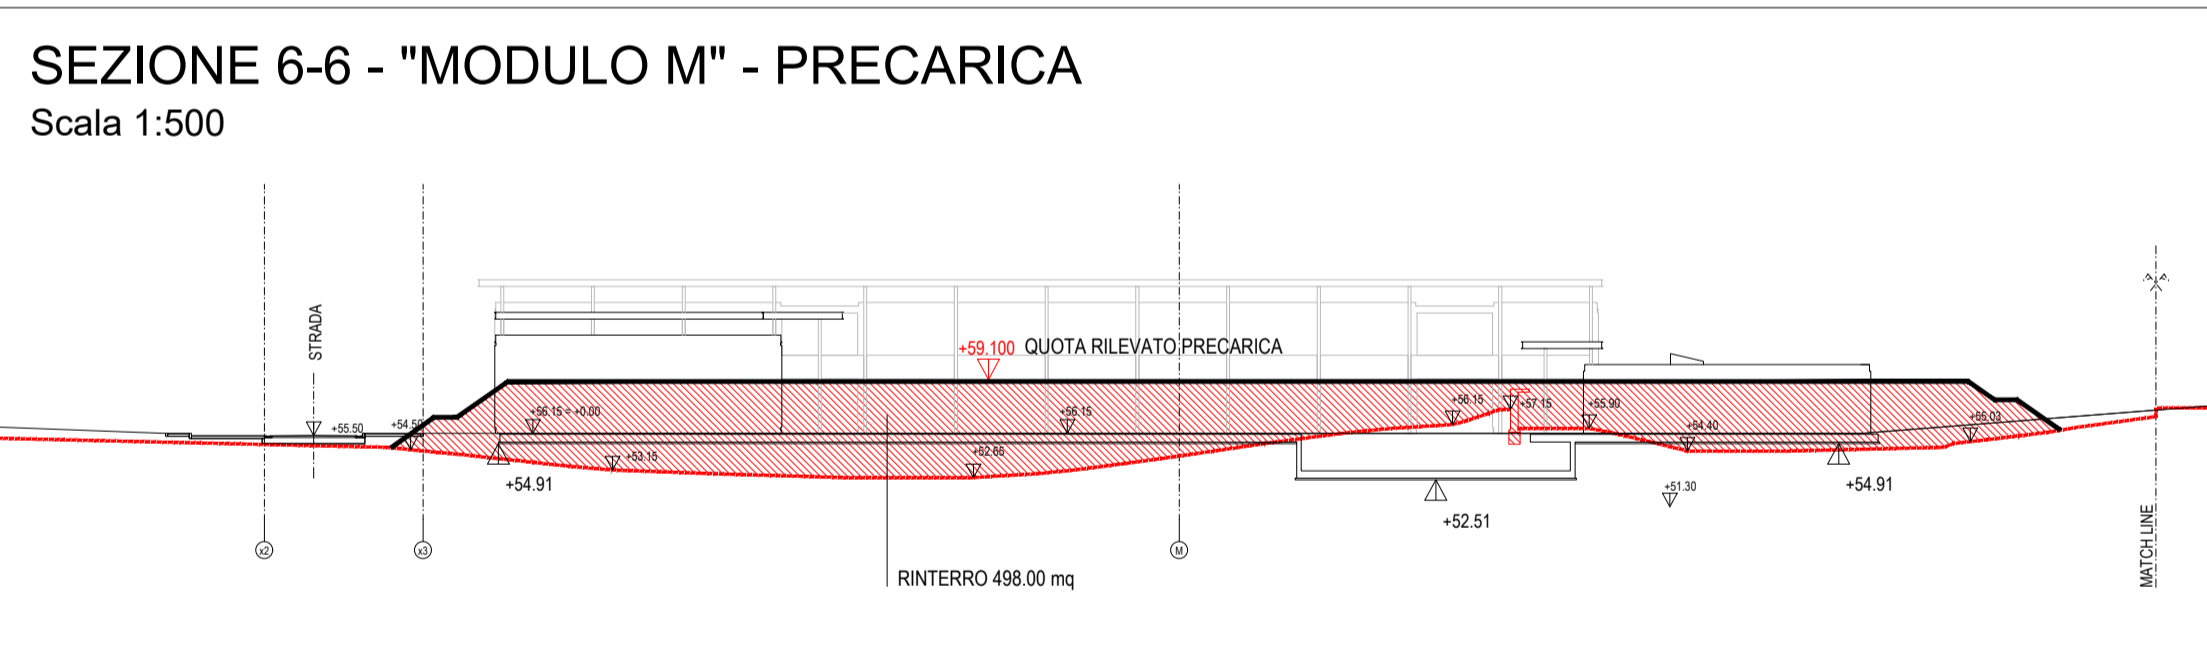 SEZIONE 6-6 - "MODULO M" - PRECARICA
Scala 1:500
STRADA
+59.100 QUOTA RILEVATO PRECARICA
+55.50
+54.50
+56.15 = +0.00
+56.15
+56.15
+57.15
+55.90
+54.40
+55.03
+53.15
+52.65
+54.91
+51.30
+54.91
+52.51
x2
x3
M
RINTERRO 498.00 mq
MATCH LINE